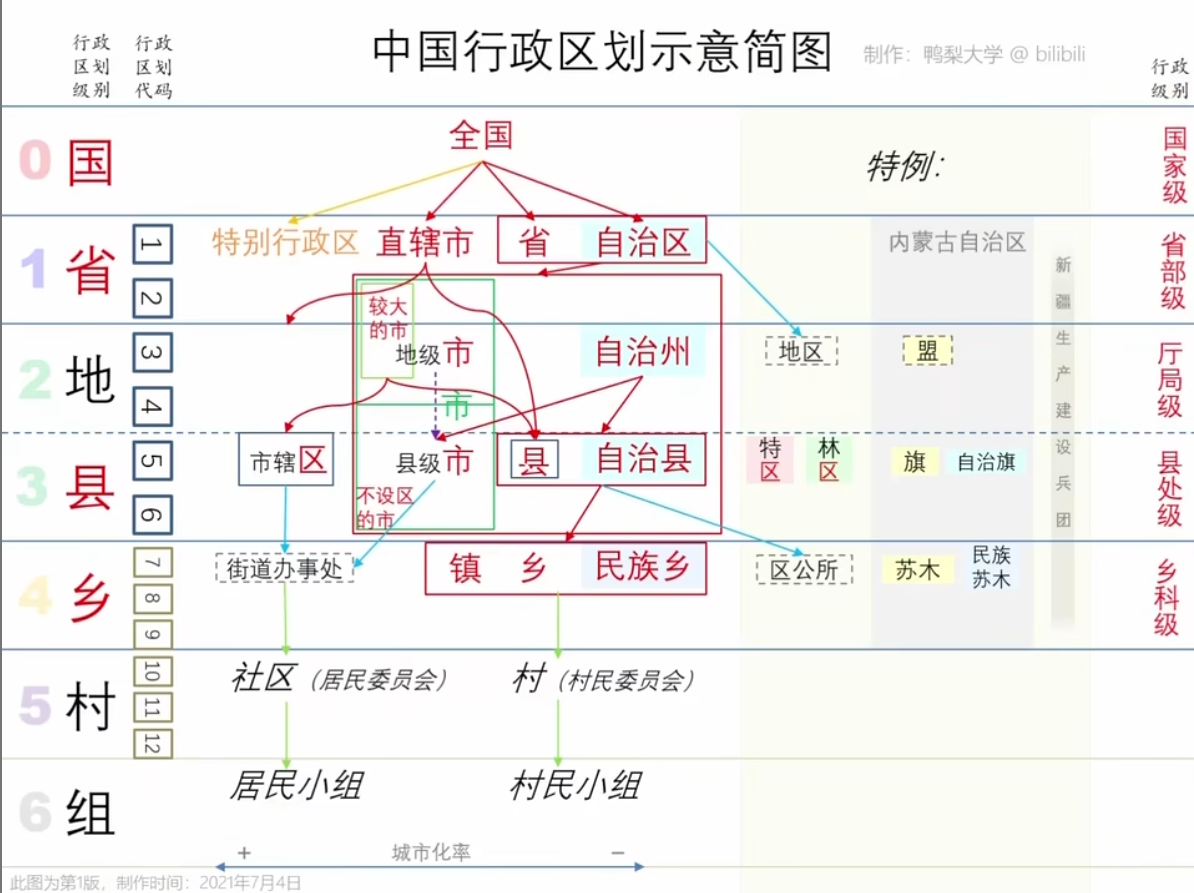 中国行政区划示意简图
制作：鸭梨大学 @ bilibili
行政
区划
级别
行政
区划
代码
行政
级别
0 国
全国
特例：
国家级
1 省
1
2
特别行政区
直辖市
省
自治区
内蒙古自治区
新疆生产建设兵团
省部级
较大
的市
2 地
3
4
地级市
自治州
地区
盟
厅局级
市
3 县
5
6
市辖区
县级市
县
自治县
特
区
林
区
旗
自治旗
县处级
不设区
的市
4 乡
7
8
9
街道办事处
镇
乡
民族乡
区公所
苏木
民族
苏木
乡科级
5 村
10
11
12
社区（居民委员会）
村（村民委员会）
6 组
居民小组
村民小组
+
城市化率
−
此图为第1版，制作时间：2021年7月4日